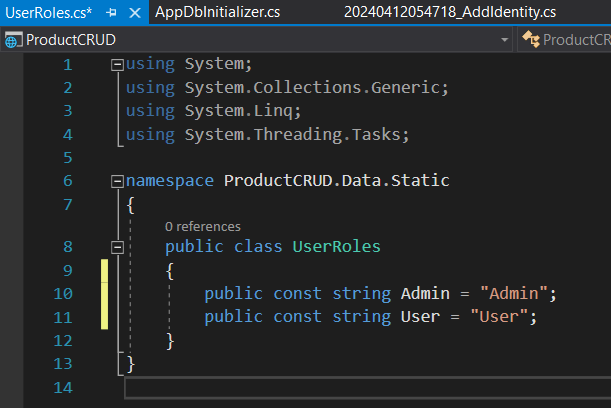 UserRoles.cs* AppDbInitializer.cs 20240412054718_AddIdentity.cs
ProductCRUD ProductCR
1 using System;
2 using System.Collections.Generic;
3 using System.Linq;
4 using System.Threading.Tasks;
5
6 namespace ProductCRUD.Data.Static
7 {
0 references
8 public class UserRoles
9 {
10 public const string Admin = "Admin";
11 public const string User = "User";
12 }
13 }
14